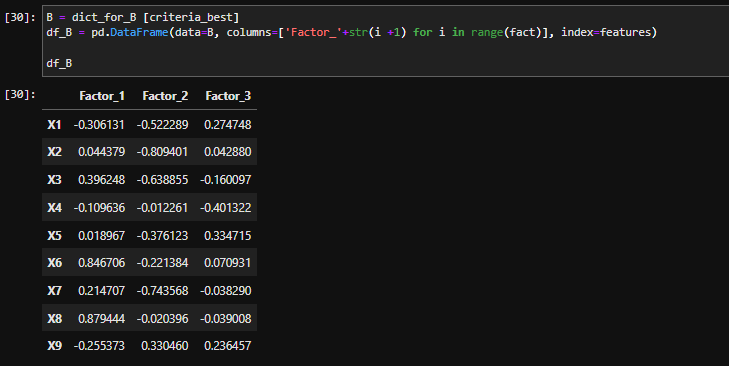 [30]: B = dict_for_B [criteria_best]
df_B = pd.DataFrame(data=B, columns=['Factor_'+str(i +1) for i in range(fact)], index=features)
df_B
[30]: Factor_1 Factor_2 Factor_3
X1 -0.306131 -0.522289 0.274748
X2 0.044379 -0.809401 0.042880
X3 0.396248 -0.638855 -0.160097
X4 -0.109636 -0.012261 -0.401322
X5 0.018967 -0.376123 0.334715
X6 0.846706 -0.221384 0.070931
X7 0.214707 -0.743568 -0.038290
X8 0.879444 -0.020396 -0.039008
X9 -0.255373 0.330460 0.236457